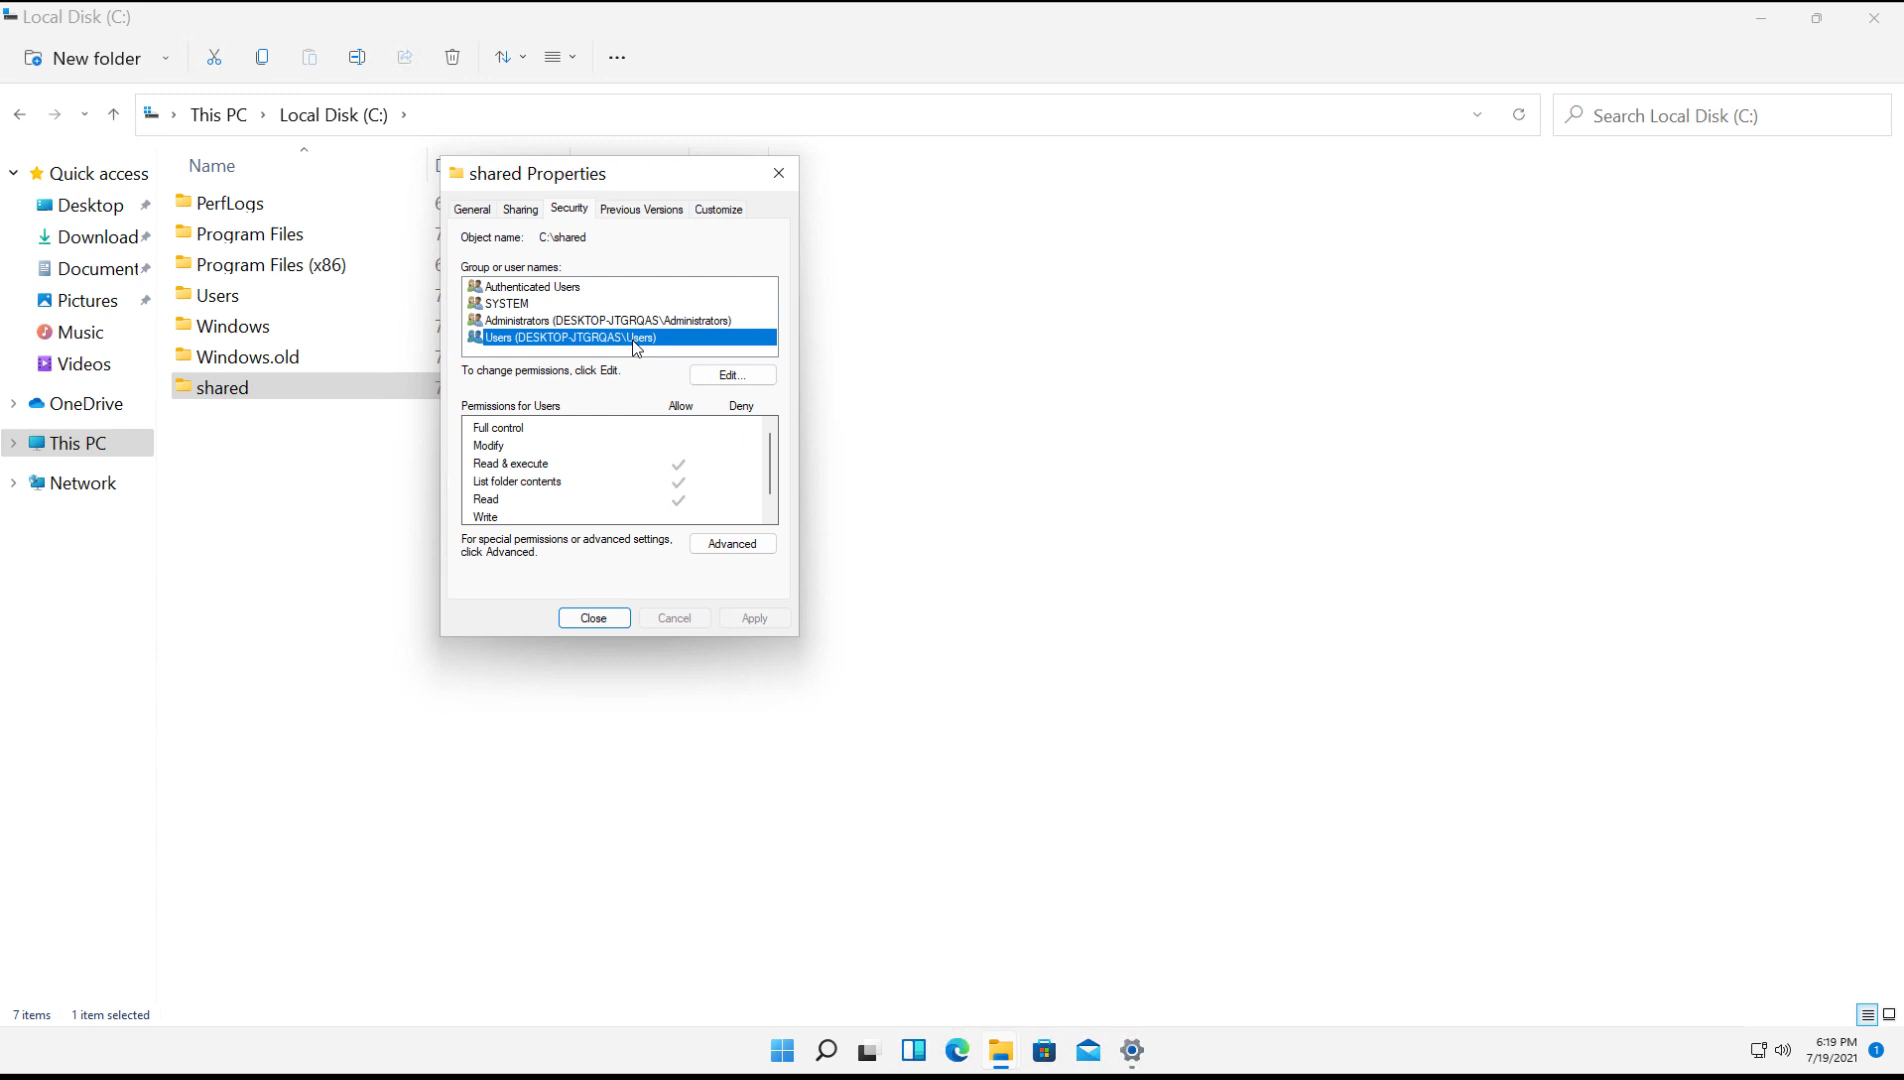 Local Disk (C:)
New folder
This PC
Local Disk (C:)
Search Local Disk (C:)
Quick access
Desktop
Download
Document
Pictures
Music
Videos
OneDrive
This PC
Network
Name
PerfLogs
Program Files
Program Files (x86)
Users
Windows
Windows.old
shared
shared Properties
General Sharing Security Previous Versions Customize
Object name: C:\shared
Group or user names:
Authenticated Users
SYSTEM
Administrators (DESKTOP-JTGRQAS\Administrators)
Users (DESKTOP-JTGRQAS\Users)
To change permissions, click Edit.
Edit...
Permissions for Users Allow Deny
Full control
Modify
Read & execute
List folder contents
Read
Write
For special permissions or advanced settings,
click Advanced.
Advanced
Close Cancel Apply
7 items 1 item selected
6:19 PM
7/19/2021
1